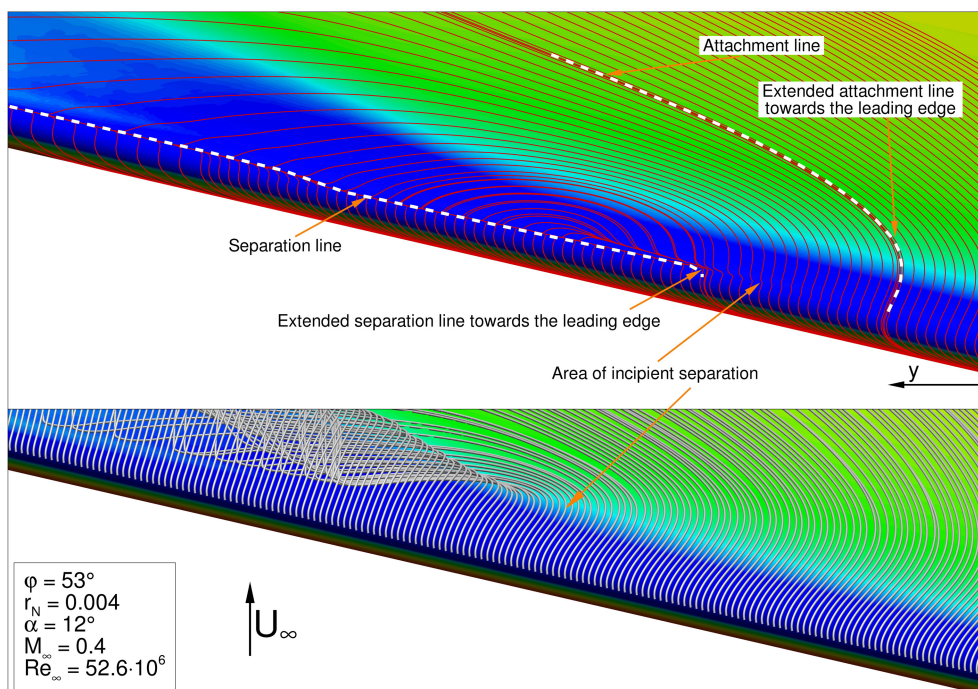 Attachment line
Extended attachment line
towards the leading edge
Separation line
Extended separation line towards the leading edge
Area of incipient separation
y
φ = 53°
r_N = 0.004
α = 12°
M_∞ = 0.4
Re_∞ = 52.6·10^6
U_∞